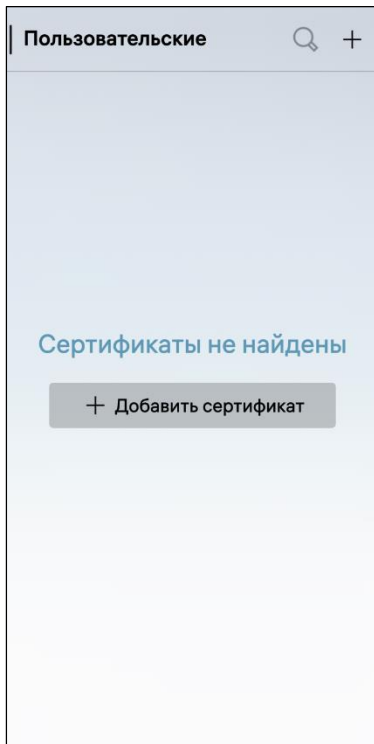 Пользовательские
Сертификаты не найдены
+ Добавить сертификат